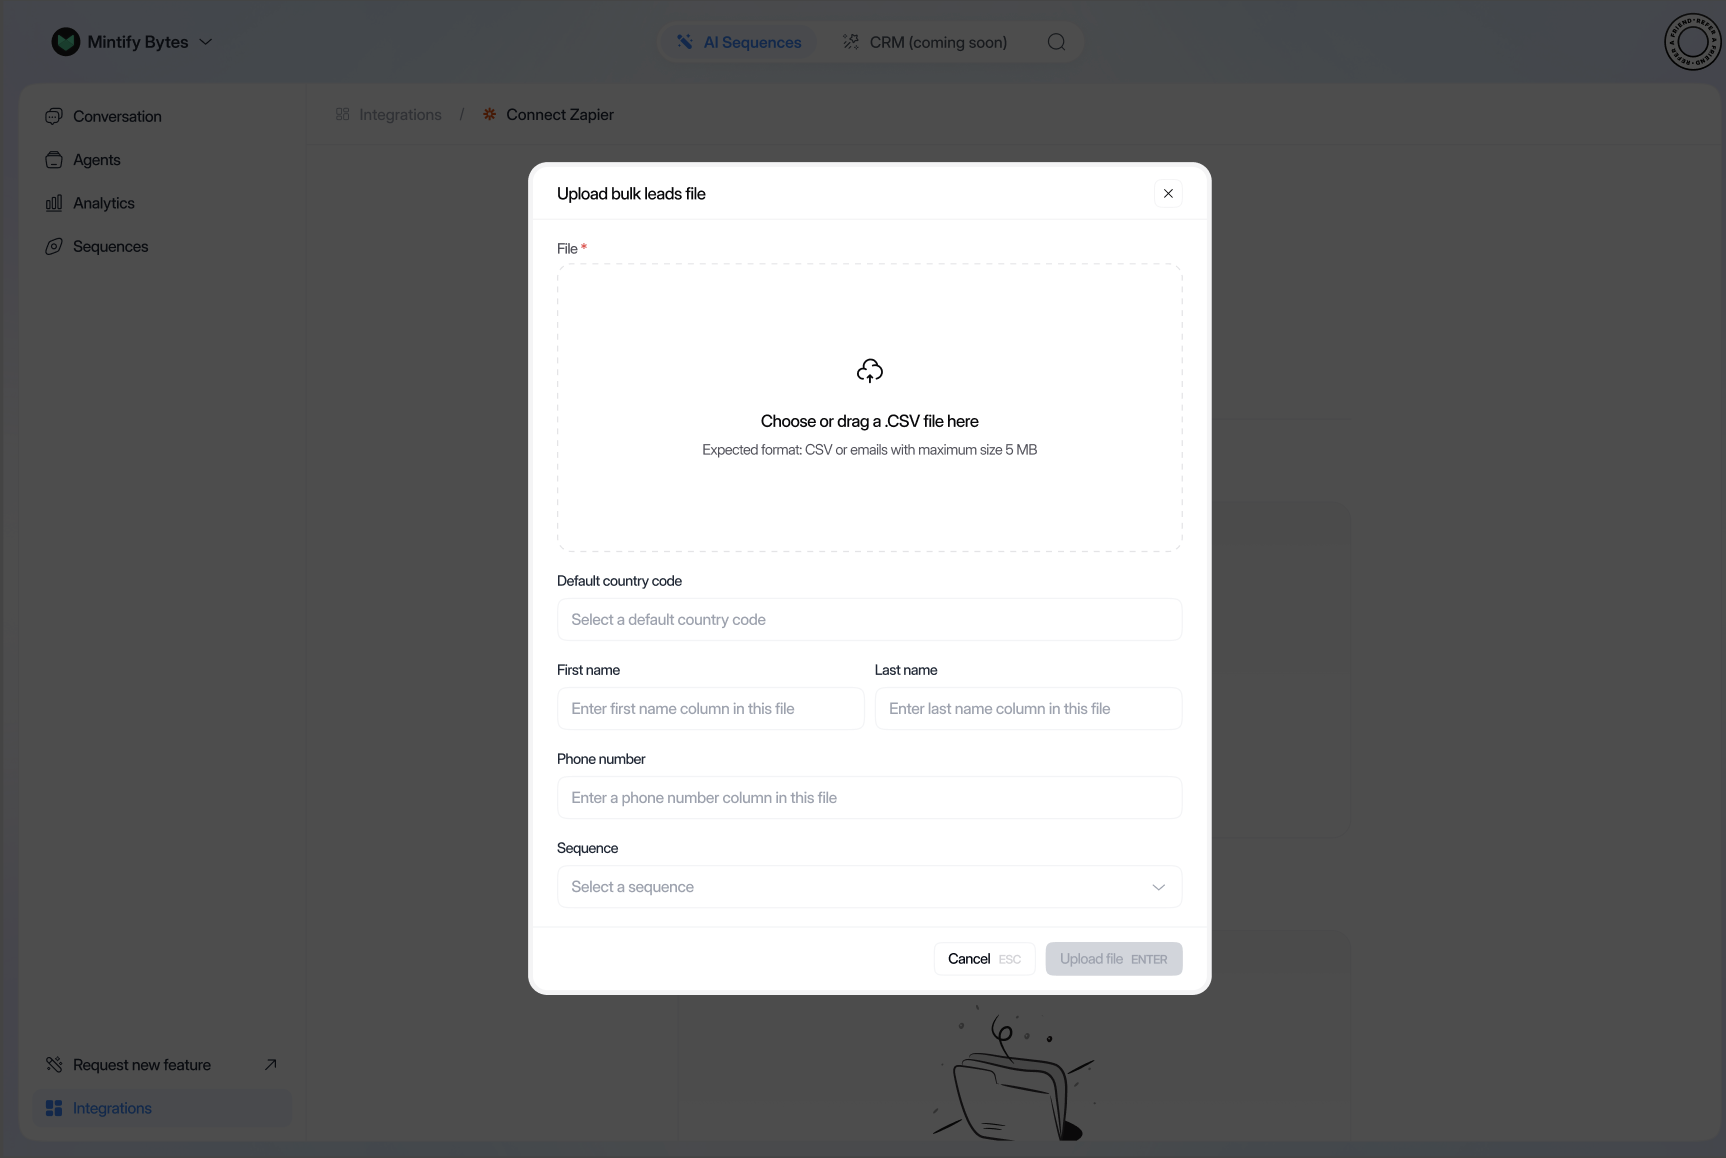 Mintify Bytes
AI Sequences
CRM (coming soon)
REFER A FRIEND • REFER A FRIEND •
Conversation
Agents
Analytics
Sequences
Integrations / Connect Zapier
Upload bulk leads file
File *
Choose or drag a .CSV file here
Expected format: CSV or emails with maximum size 5 MB
Default country code
Select a default country code
First name
Enter first name column in this file
Last name
Enter last name column in this file
Phone number
Enter a phone number column in this file
Sequence
Select a sequence
Cancel ESC
Upload file ENTER
Request new feature
Integrations